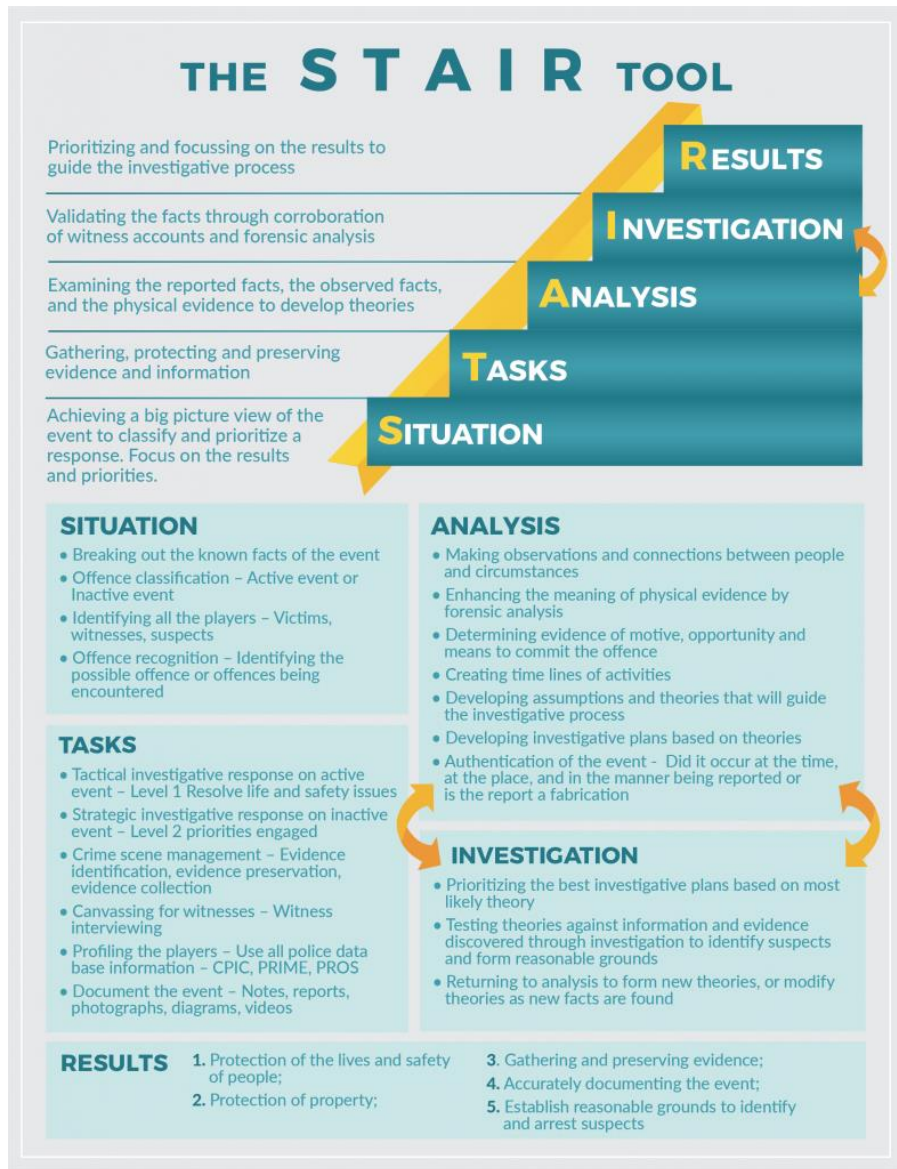 THE STAIR TOOL
Prioritizing and focussing on the results to
guide the investigative process
RESULTS
Validating the facts through corroboration
of witness accounts and forensic analysis
INVESTIGATION
Examining the reported facts, the observed facts,
and the physical evidence to develop theories
ANALYSIS
Gathering, protecting and preserving
evidence and information
TASKS
Achieving a big picture view of the
event to classify and prioritize a
response. Focus on the results
and priorities.
SITUATION
SITUATION
• Breaking out the known facts of the event
• Offence classification – Active event or
Inactive event
• Identifying all the players – Victims,
witnesses, suspects
• Offence recognition – Identifying the
possible offence or offences being
encountered
TASKS
• Tactical investigative response on active
event – Level 1 Resolve life and safety issues
• Strategic investigative response on inactive
event – Level 2 priorities engaged
• Crime scene management – Evidence
identification, evidence preservation,
evidence collection
• Canvassing for witnesses – Witness
interviewing
• Profiling the players – Use all police data
base information – CPIC, PRIME, PROS
• Document the event – Notes, reports,
photographs, diagrams, videos
ANALYSIS
• Making observations and connections between people
and circumstances
• Enhancing the meaning of physical evidence by
forensic analysis
• Determining evidence of motive, opportunity and
means to commit the offence
• Creating time lines of activities
• Developing assumptions and theories that will guide
the investigative process
• Developing investigative plans based on theories
• Authentication of the event - Did it occur at the time,
at the place, and in the manner being reported or
is the report a fabrication
INVESTIGATION
• Prioritizing the best investigative plans based on most
likely theory
• Testing theories against information and evidence
discovered through investigation to identify suspects
and form reasonable grounds
• Returning to analysis to form new theories, or modify
theories as new facts are found
RESULTS
1. Protection of the lives and safety
of people;
2. Protection of property;
3. Gathering and preserving evidence;
4. Accurately documenting the event;
5. Establish reasonable grounds to identify
and arrest suspects